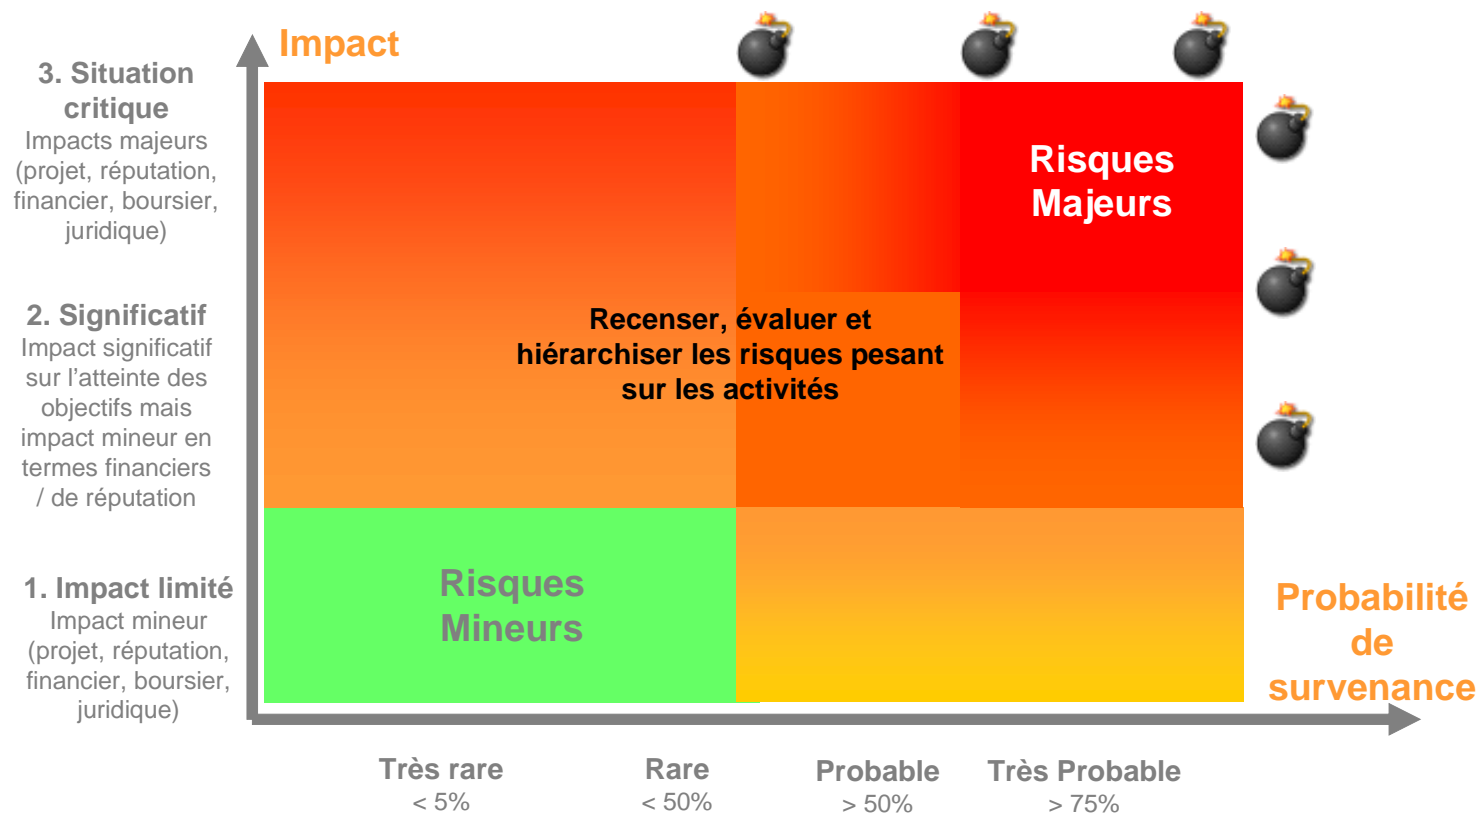 Impact
3. Situation
critique
Impacts majeurs
(projet, réputation,
financier, boursier,
juridique)
Risques
Majeurs
2. Significatif
Impact significatif
sur l’atteinte des
objectifs mais
impact mineur en
termes financiers
/ de réputation
Recenser, évaluer et
hiérarchiser les risques pesant
sur les activités
1. Impact limité
Impact mineur
(projet, réputation,
financier, boursier,
juridique)
Risques
Mineurs
Probabilité
de
survenance
Très rare
< 5%
Rare
< 50%
Probable
> 50%
Très Probable
> 75%